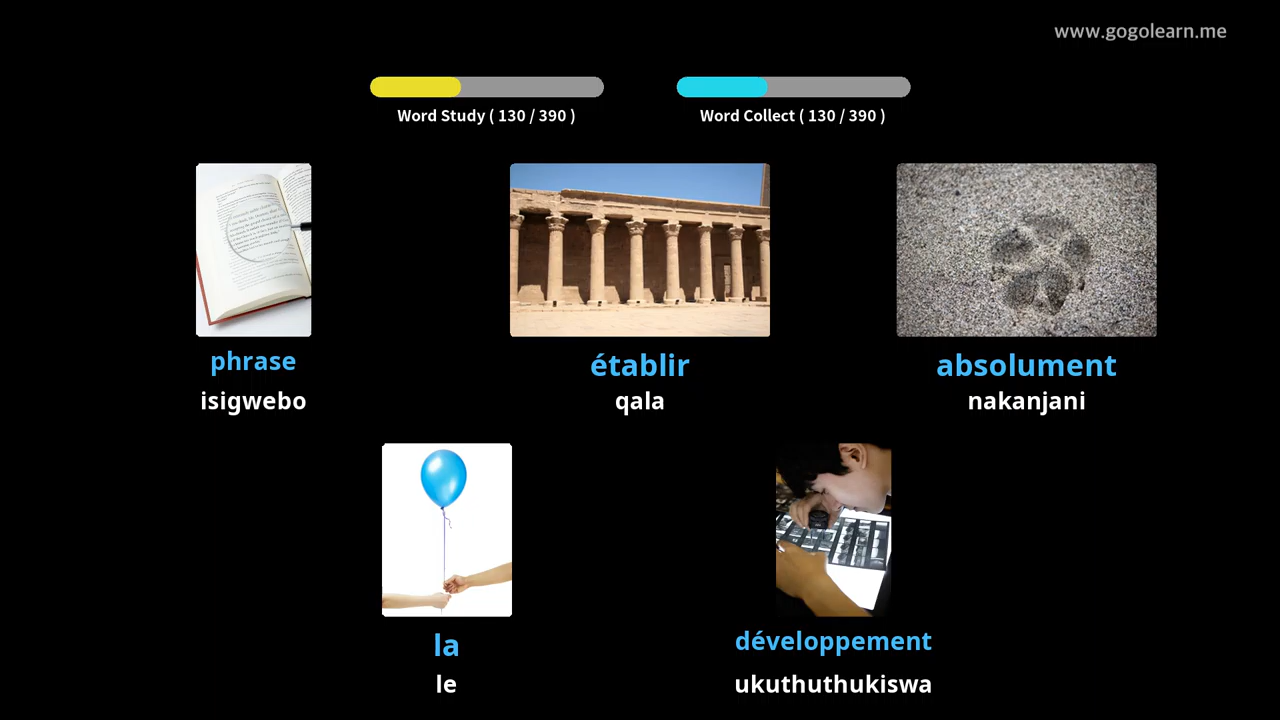 www.gogolearn.me
Word Study ( 130 / 390 )
Word Collect ( 130 / 390 )
phrase
isigwebo
établir
qala
absolument
nakanjani
la
le
développement
ukuthuthukiswa